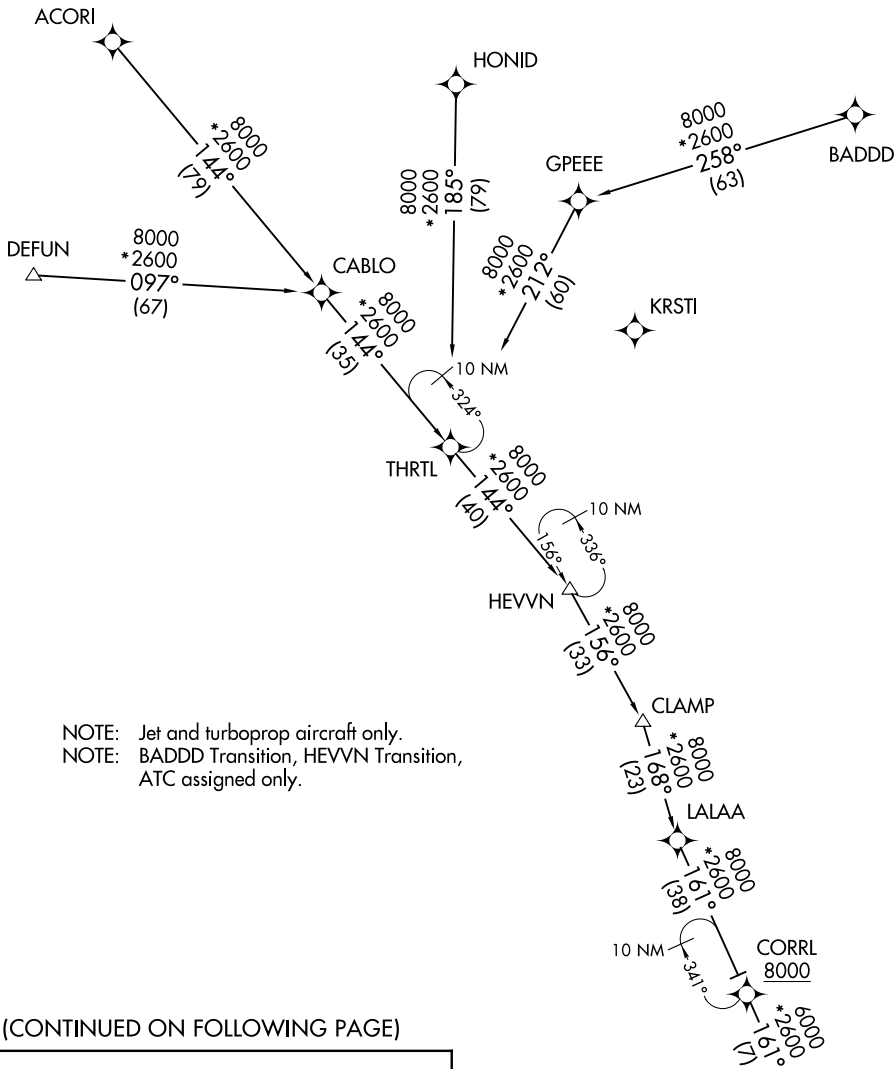 ACORI
HONID
BADDD
GPEEE
8000
*2600
144°
(79)
8000
*2600
185°
(79)
8000
*2600
258°
(63)
DEFUN
8000
*2600
097°
(67)
CABLO
8000
*2600
212°
(60)
KRSTI
8000
*2600
144°
(35)
10 NM
324°
THRTL
8000
*2600
144°
(40)
10 NM
156°
336°
HEVVN
8000
*2600
156°
(33)
CLAMP
NOTE: Jet and turboprop aircraft only.
NOTE: BADDD Transition, HEVVN Transition,
ATC assigned only.
8000
*2600
168°
(23)
LALAA
8000
*2600
161°
(38)
10 NM
341°
CORRL
8000
6000
*2600
161°
(7)
(CONTINUED ON FOLLOWING PAGE)